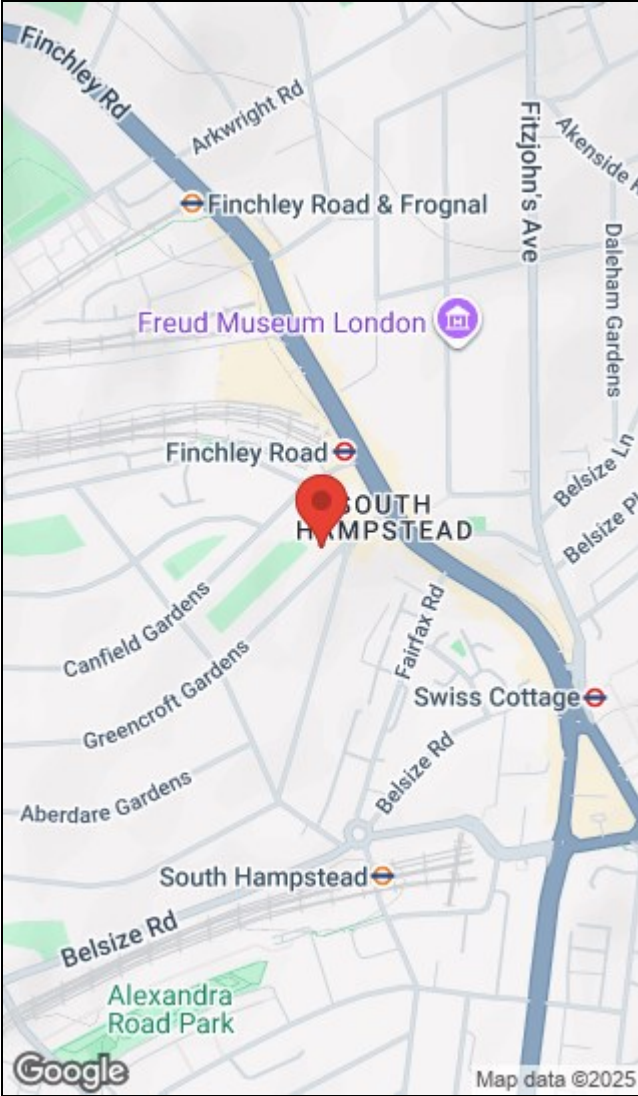 Finchley Rd
Arkwright Rd
Fitzjohn's Ave
Akenside
Finchley Road & Frognal
Daleham Gardens
Freud Museum London
Finchley Road
Belsize Ln
SOUTH
HAMPSTEAD
Belsize
Canfield Gardens
Fairfax Rd
Greencroft Gardens
Swiss Cottage
Belsize Rd
Aberdare Gardens
South Hampstead
Belsize Rd
Alexandra
Road Park
Google
Map data ©2025